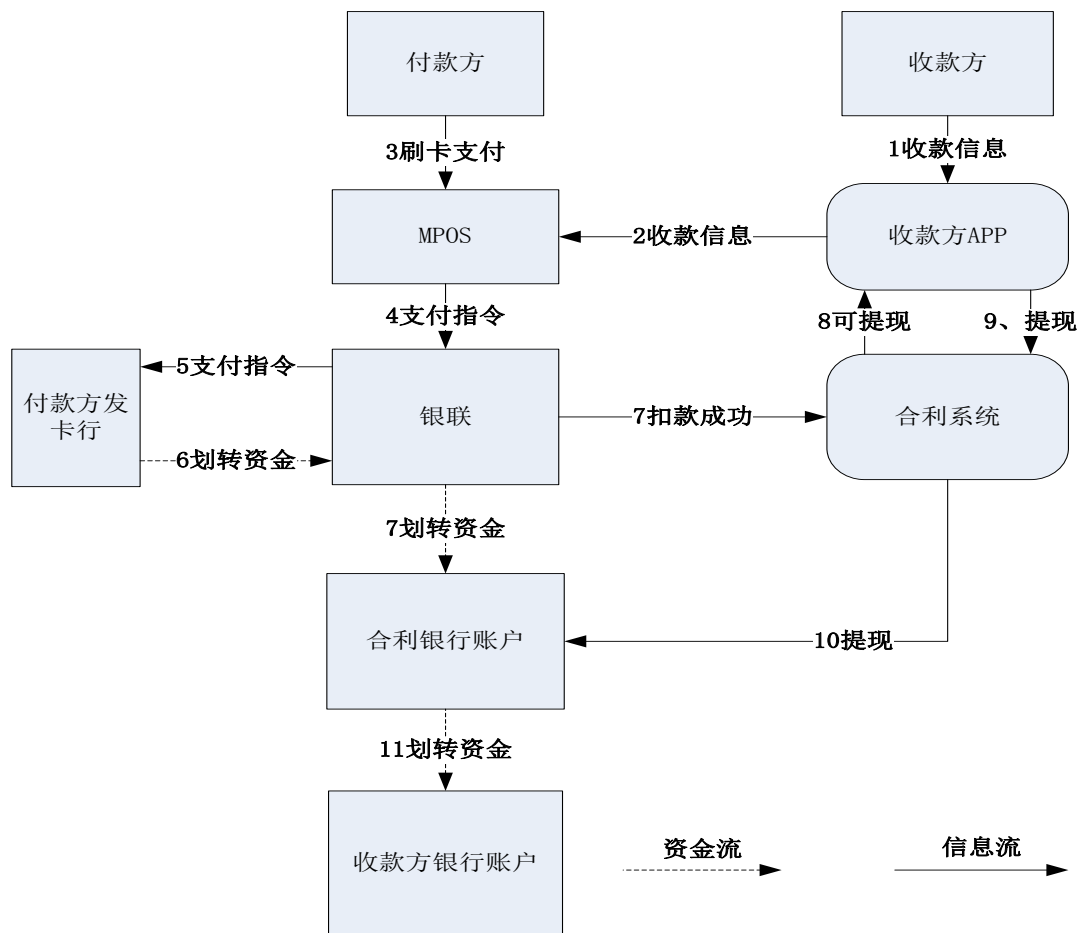 付款方
收款方
3刷卡支付
1收款信息
MPOS
2收款信息
收款方APP
4支付指令
8可提现
9、提现
5支付指令
付款方发
卡行
银联
7扣款成功
合利系统
6划转资金
7划转资金
合利银行账户
10提现
11划转资金
收款方银行账户
资金流
信息流